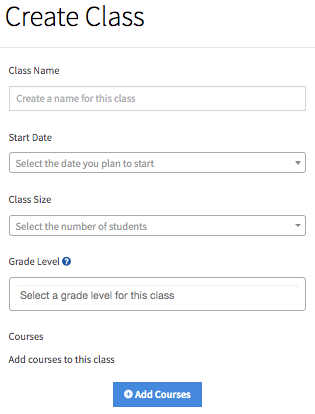 Create Class
Class Name
Create a name for this class
Start Date
Select the date you plan to start
Class Size
Select the number of students
Grade Level ?
Select a grade level for this class
Courses
Add courses to this class
Add Courses